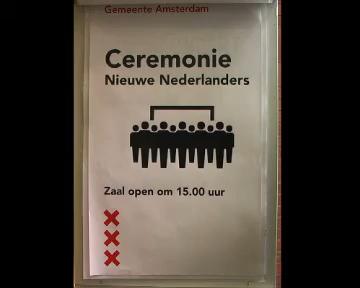 Gemeente Amsterdam
Ceremonie
Nieuwe Nederlanders
Zaal open om 15.00 uur